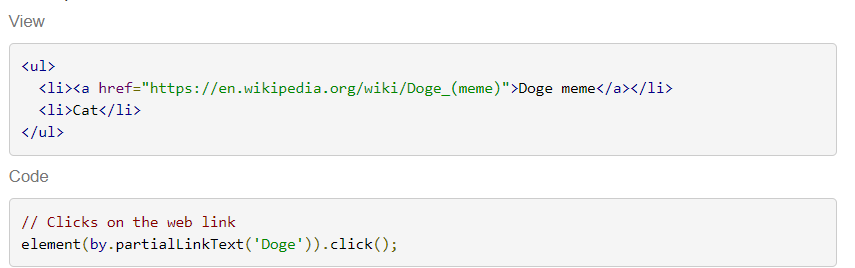 View
<ul>
<li><a href="https://en.wikipedia.org/wiki/Doge_(meme)">Doge meme</a></li>
<li>Cat</li>
</ul>
Code
// Clicks on the web link
element(by.partialLinkText('Doge')).click();